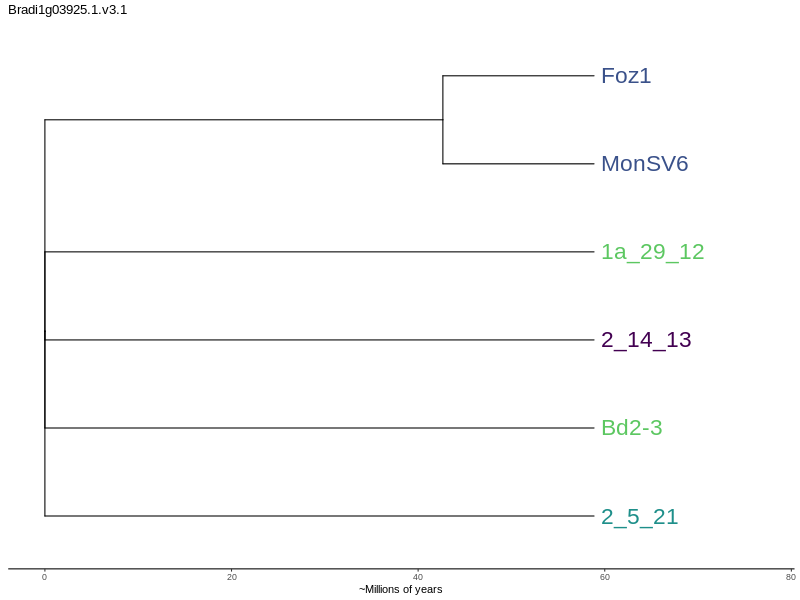 Bradi1g03925.1.v3.1
Foz1
MonSV6
1a_29_12
2_14_13
Bd2-3
2_5_21
0 20 40 60 80
~Millions of years